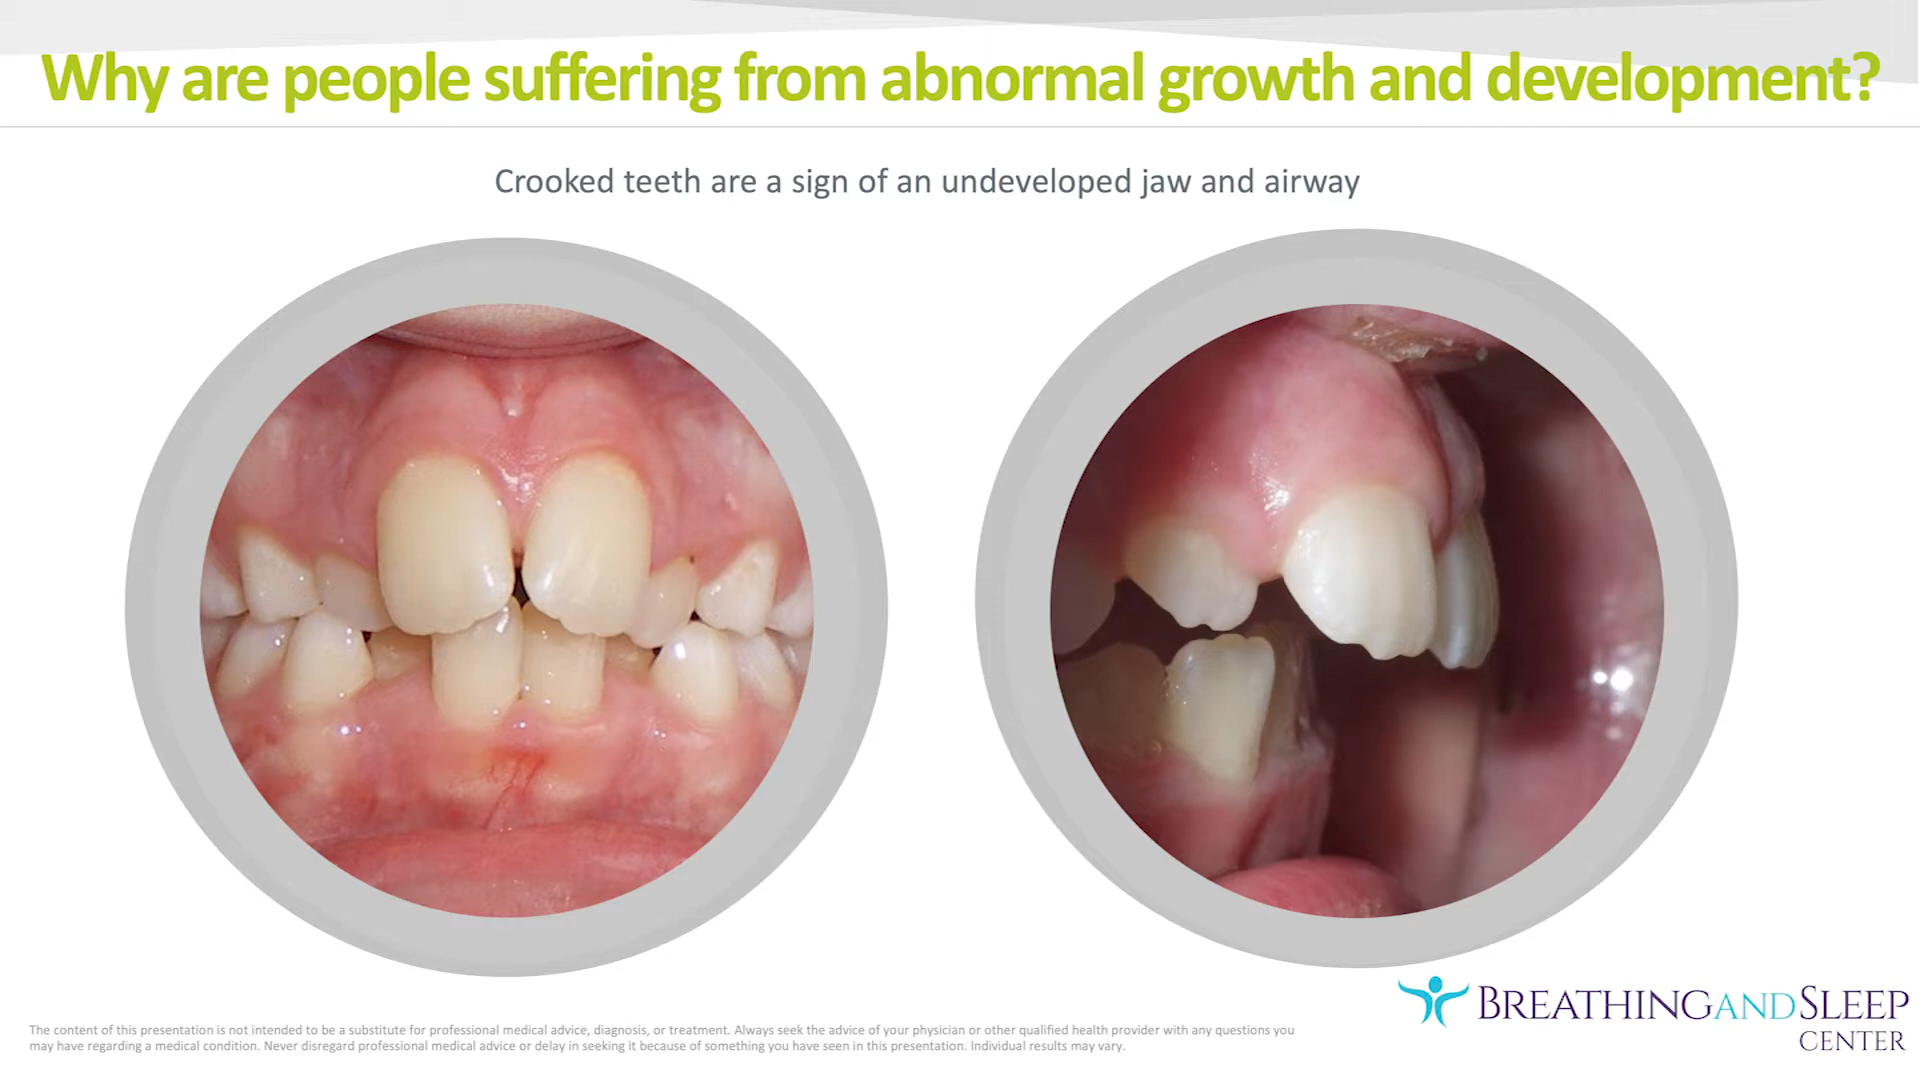 Why are people suffering from abnormal growth and development?
Crooked teeth are a sign of an undeveloped jaw and airway
The content of this presentation is not intended to be a substitute for professional medical advice, diagnosis, or treatment. Always seek the advice of your physician or other qualified health provider with any questions you
may have regarding a medical condition. Never disregard professional medical advice or delay in seeking it because of something you have seen in this presentation. Individual results may vary.
BREATHINGANDSLEEP
CENTER